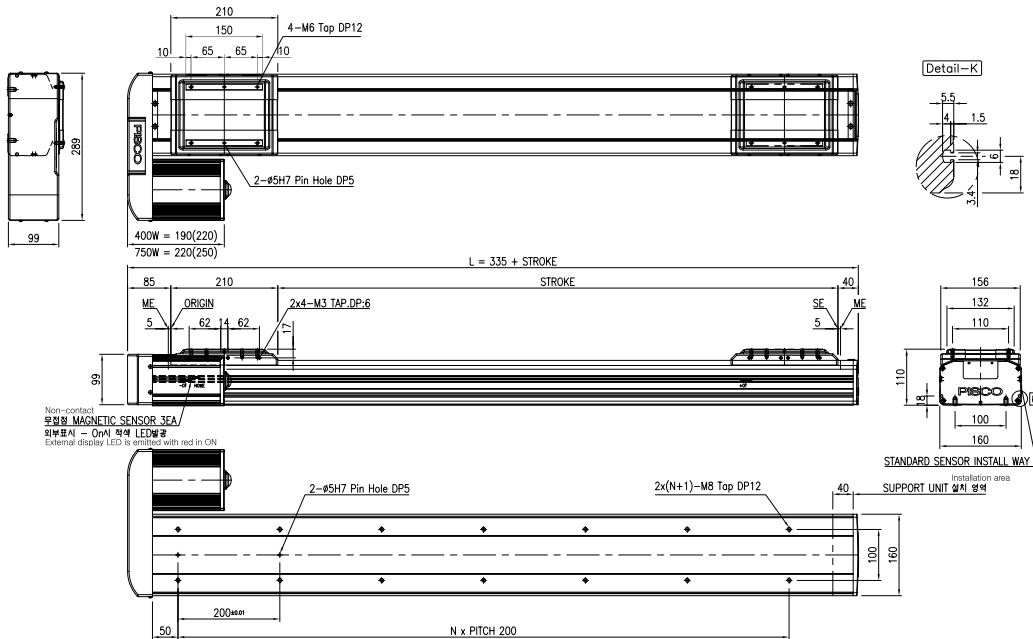 210
150
4-M6 Tap DP12
10
65
65
10
289
99
PISCO
2-ø5H7 Pin Hole DP5
400W = 190(220)
750W = 220(250)
Detail-K
5.5
4
1.5
6
18
3.4
L = 335 + STROKE
85
210
STROKE
40
ME
ORIGIN
2x4-M3 TAP.DP:6
SE
ME
5
62
14
62
17
5
99
156
132
110
110
18
PISCO
100
160
Non-contact
무접점 MAGNETIC SENSOR 3EA
외부표시 - On시 적색 LED발광
External display LED is emitted with red in ON
STANDARD SENSOR INSTALL WAY
Installation area
SUPPORT UNIT 설치 영역
40
2-ø5H7 Pin Hole DP5
2x(N+1)-M8 Tap DP12
100
160
200±0.01
50
N x PITCH 200